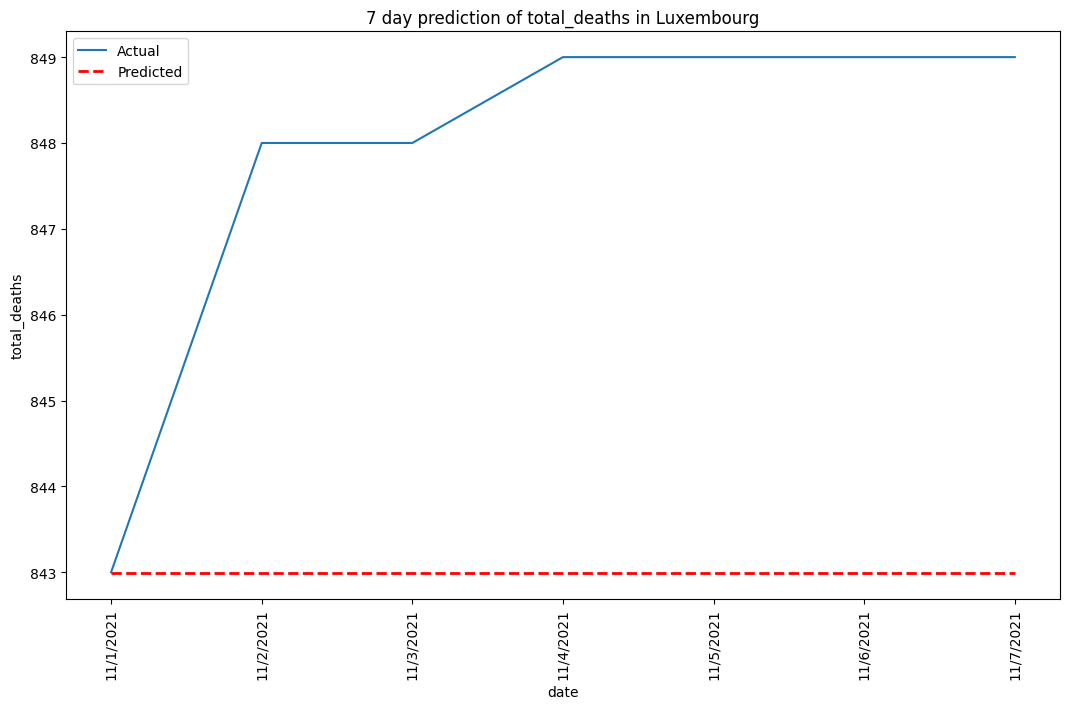 7 day prediction of total_deaths in Luxembourg
Actual
Predicted
849
848
847
846
845
844
843
total_deaths
11/1/2021
11/2/2021
11/3/2021
11/4/2021
11/5/2021
11/6/2021
11/7/2021
date